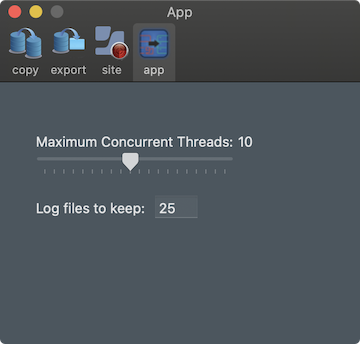 App
copy export site app
Maximum Concurrent Threads: 10
Log files to keep: 25